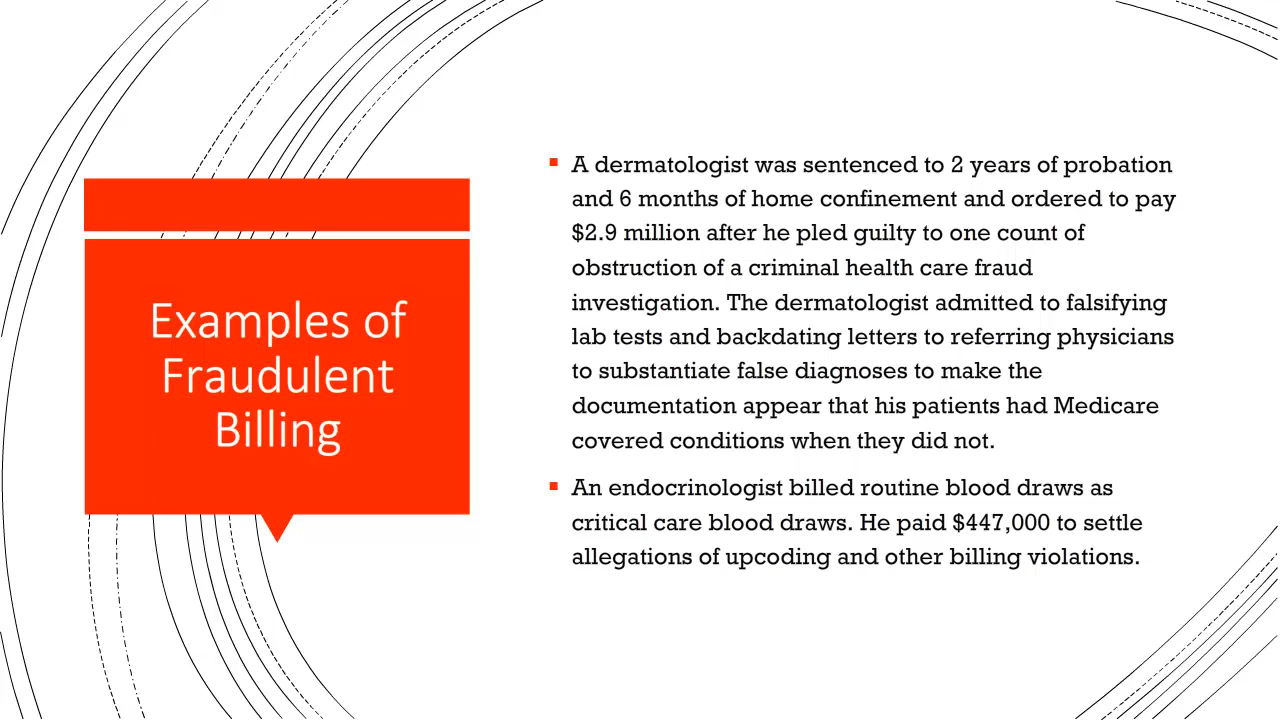 Examples of
Fraudulent
Billing
A dermatologist was sentenced to 2 years of probation
and 6 months of home confinement and ordered to pay
$2.9 million after he pled guilty to one count of
obstruction of a criminal health care fraud
investigation. The dermatologist admitted to falsifying
lab tests and backdating letters to referring physicians
to substantiate false diagnoses to make the
documentation appear that his patients had Medicare
covered conditions when they did not.
An endocrinologist billed routine blood draws as
critical care blood draws. He paid $447,000 to settle
allegations of upcoding and other billing violations.